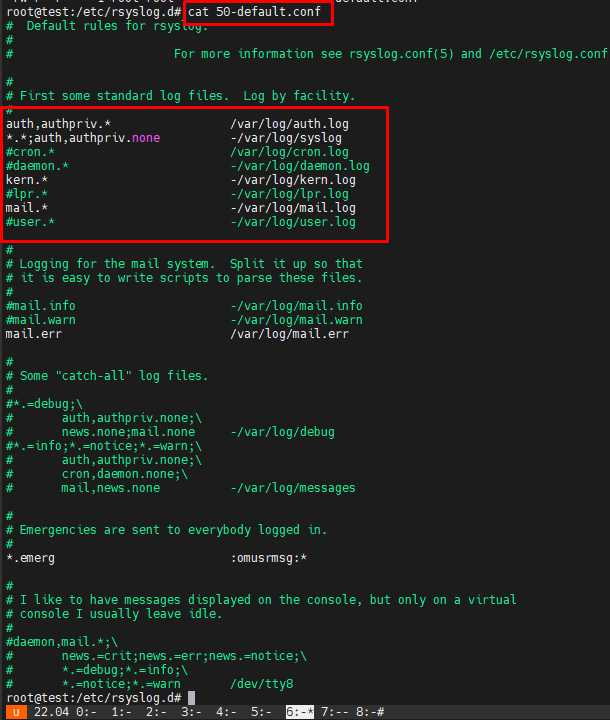 root@test:/etc/rsyslog.d# cat 50-default.conf
#  Default rules for rsyslog.
#
#                       For more information see rsyslog.conf(5) and /etc/rsyslog.conf

#
# First some standard log files.  Log by facility.
#
auth,authpriv.*                 /var/log/auth.log
*.*;auth,authpriv.none          -/var/log/syslog
#cron.*                         /var/log/cron.log
#daemon.*                       -/var/log/daemon.log
kern.*                          -/var/log/kern.log
#lpr.*                          -/var/log/lpr.log
mail.*                          -/var/log/mail.log
#user.*                         -/var/log/user.log

#
# Logging for the mail system.  Split it up so that
# it is easy to write scripts to parse these files.
#
#mail.info                      -/var/log/mail.info
#mail.warn                      -/var/log/mail.warn
mail.err                        /var/log/mail.err

#
# Some "catch-all" log files.
#
#*.=debug;\
#       auth,authpriv.none;\
#       news.none;mail.none     -/var/log/debug
#*.=info;*.=notice;*.=warn;\
#       auth,authpriv.none;\
#       cron,daemon.none;\
#       mail,news.none          -/var/log/messages

#
# Emergencies are sent to everybody logged in.
#
*.emerg                         :omusrmsg:*

#
# I like to have messages displayed on the console, but only on a virtual
# console I usually leave idle.
#
#daemon,mail.*;\
#       news.=crit;news.=err;news.=notice;\
#       *.=debug;*.=info;\
#       *.=notice;*.=warn       /dev/tty8
root@test:/etc/rsyslog.d#
u  22.04 0:-  1:-  2:-  3:-  4:-  5:-  6:-* 7:-- 8:-#